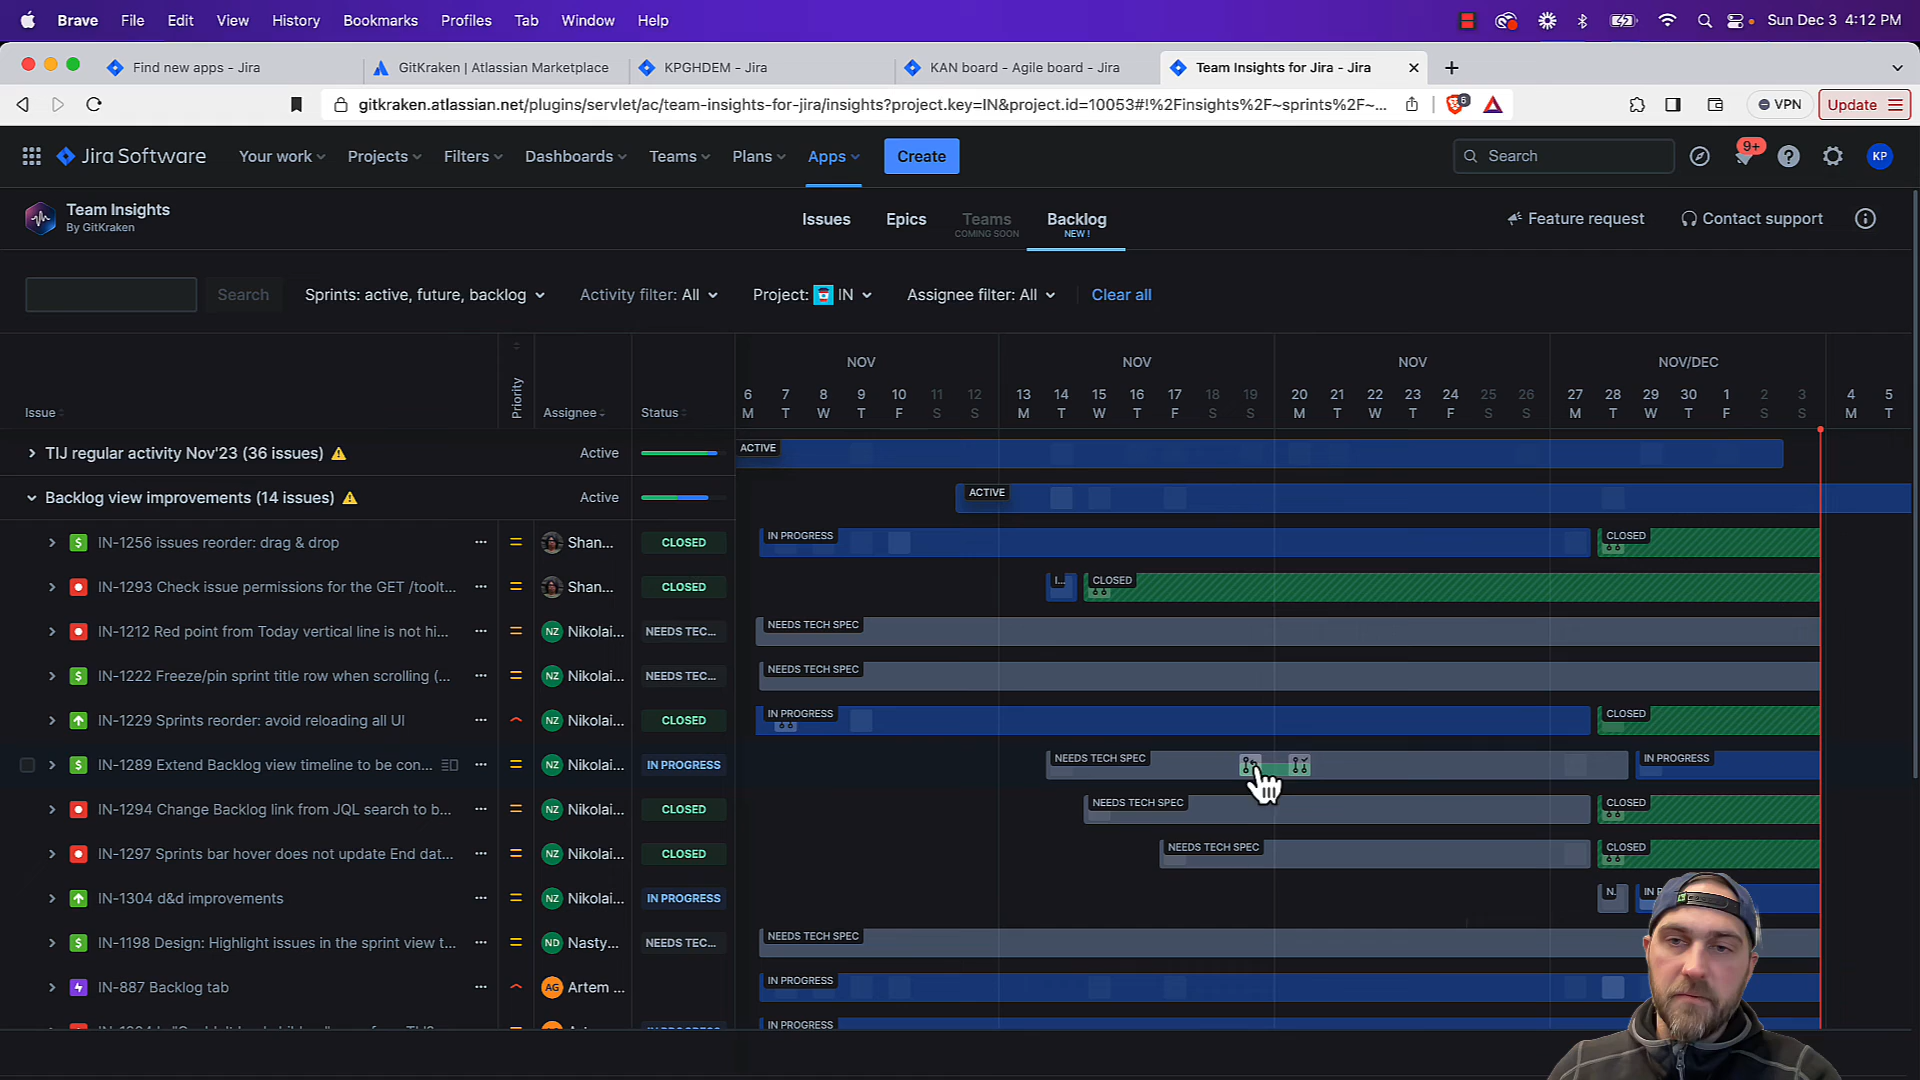 Brave File Edit View History Bookmarks Profiles Tab Window Help Sun Dec 3 4:12 PM
Find new apps - Jira GitKraken | Atlassian Marketplace KPGHDEM - Jira KAN board - Agile board - Jira Team Insights for Jira - Jira
gitkraken.atlassian.net/plugins/servlet/ac/team-insights-for-jira/insights?project.key=IN&project.id=10053#!%2Finsights%2F~sprints%2F~... 6 VPN Update
Jira Software Your work Projects Filters Dashboards Teams Plans Apps Create Search 9+ KP
Team Insights
By GitKraken
Issues Epics Teams Backlog
COMING SOON NEW !
Feature request Contact support
Search Sprints: active, future, backlog Activity filter: All Project: IN Assignee filter: All Clear all
NOV NOV NOV NOV/DEC
6 7 8 9 10 11 12 13 14 15 16 17 18 19 20 21 22 23 24 25 26 27 28 29 30 1 2 3 4 5
Issue Priority Assignee Status M T W T F S S M T W T F S S M T W T F S S M T W T F S S M T
TIJ regular activity Nov'23 (36 issues) Active ACTIVE
Backlog view improvements (14 issues) Active ACTIVE
IN-1256 issues reorder: drag & drop ... Shan... CLOSED IN PROGRESS CLOSED
IN-1293 Check issue permissions for the GET /toolt... ... Shan... CLOSED I... CLOSED
IN-1212 Red point from Today vertical line is not hi... ... NZ Nikolai... NEEDS TEC... NEEDS TECH SPEC
IN-1222 Freeze/pin sprint title row when scrolling (... ... NZ Nikolai... NEEDS TEC... NEEDS TECH SPEC
IN-1229 Sprints reorder: avoid reloading all UI ... NZ Nikolai... CLOSED IN PROGRESS CLOSED
IN-1289 Extend Backlog view timeline to be con... ... NZ Nikolai... IN PROGRESS NEEDS TECH SPEC IN PROGRESS
IN-1294 Change Backlog link from JQL search to b... ... NZ Nikolai... CLOSED NEEDS TECH SPEC CLOSED
IN-1297 Sprints bar hover does not update End dat... ... NZ Nikolai... CLOSED NEEDS TECH SPEC CLOSED
IN-1304 d&d improvements ... NZ Nikolai... IN PROGRESS N. IN P
IN-1198 Design: Highlight issues in the sprint view t... ... ND Nasty... NEEDS TEC... NEEDS TECH SPEC
IN-887 Backlog tab ... AG Artem ... IN PROGRESS
IN PROGRESS